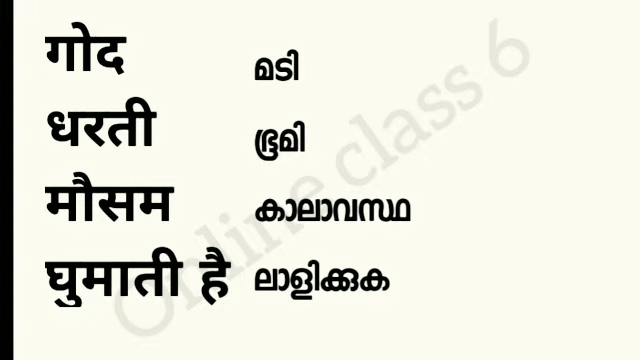 गोद മടി
धरती ഭൂമി
मौसम കാലാവസ്ഥ
घुमाती है ലാളിക്കുക
Online class 6